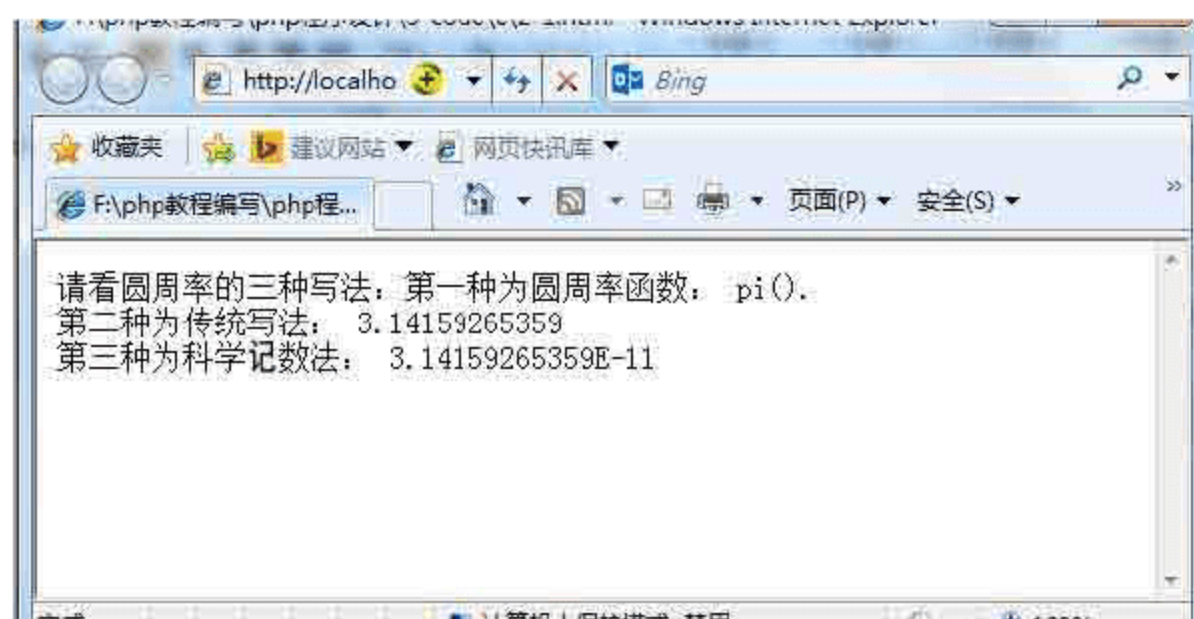 http://localho
Bing
收藏夹 建议网站 网页快讯库
F:\php教程编写\php程... 页面(P) 安全(S) »
请看圆周率的三种写法：第一种为圆周率函数： pi().
第二种为传统写法： 3.14159265359
第三种为科学记数法： 3.14159265359E-11